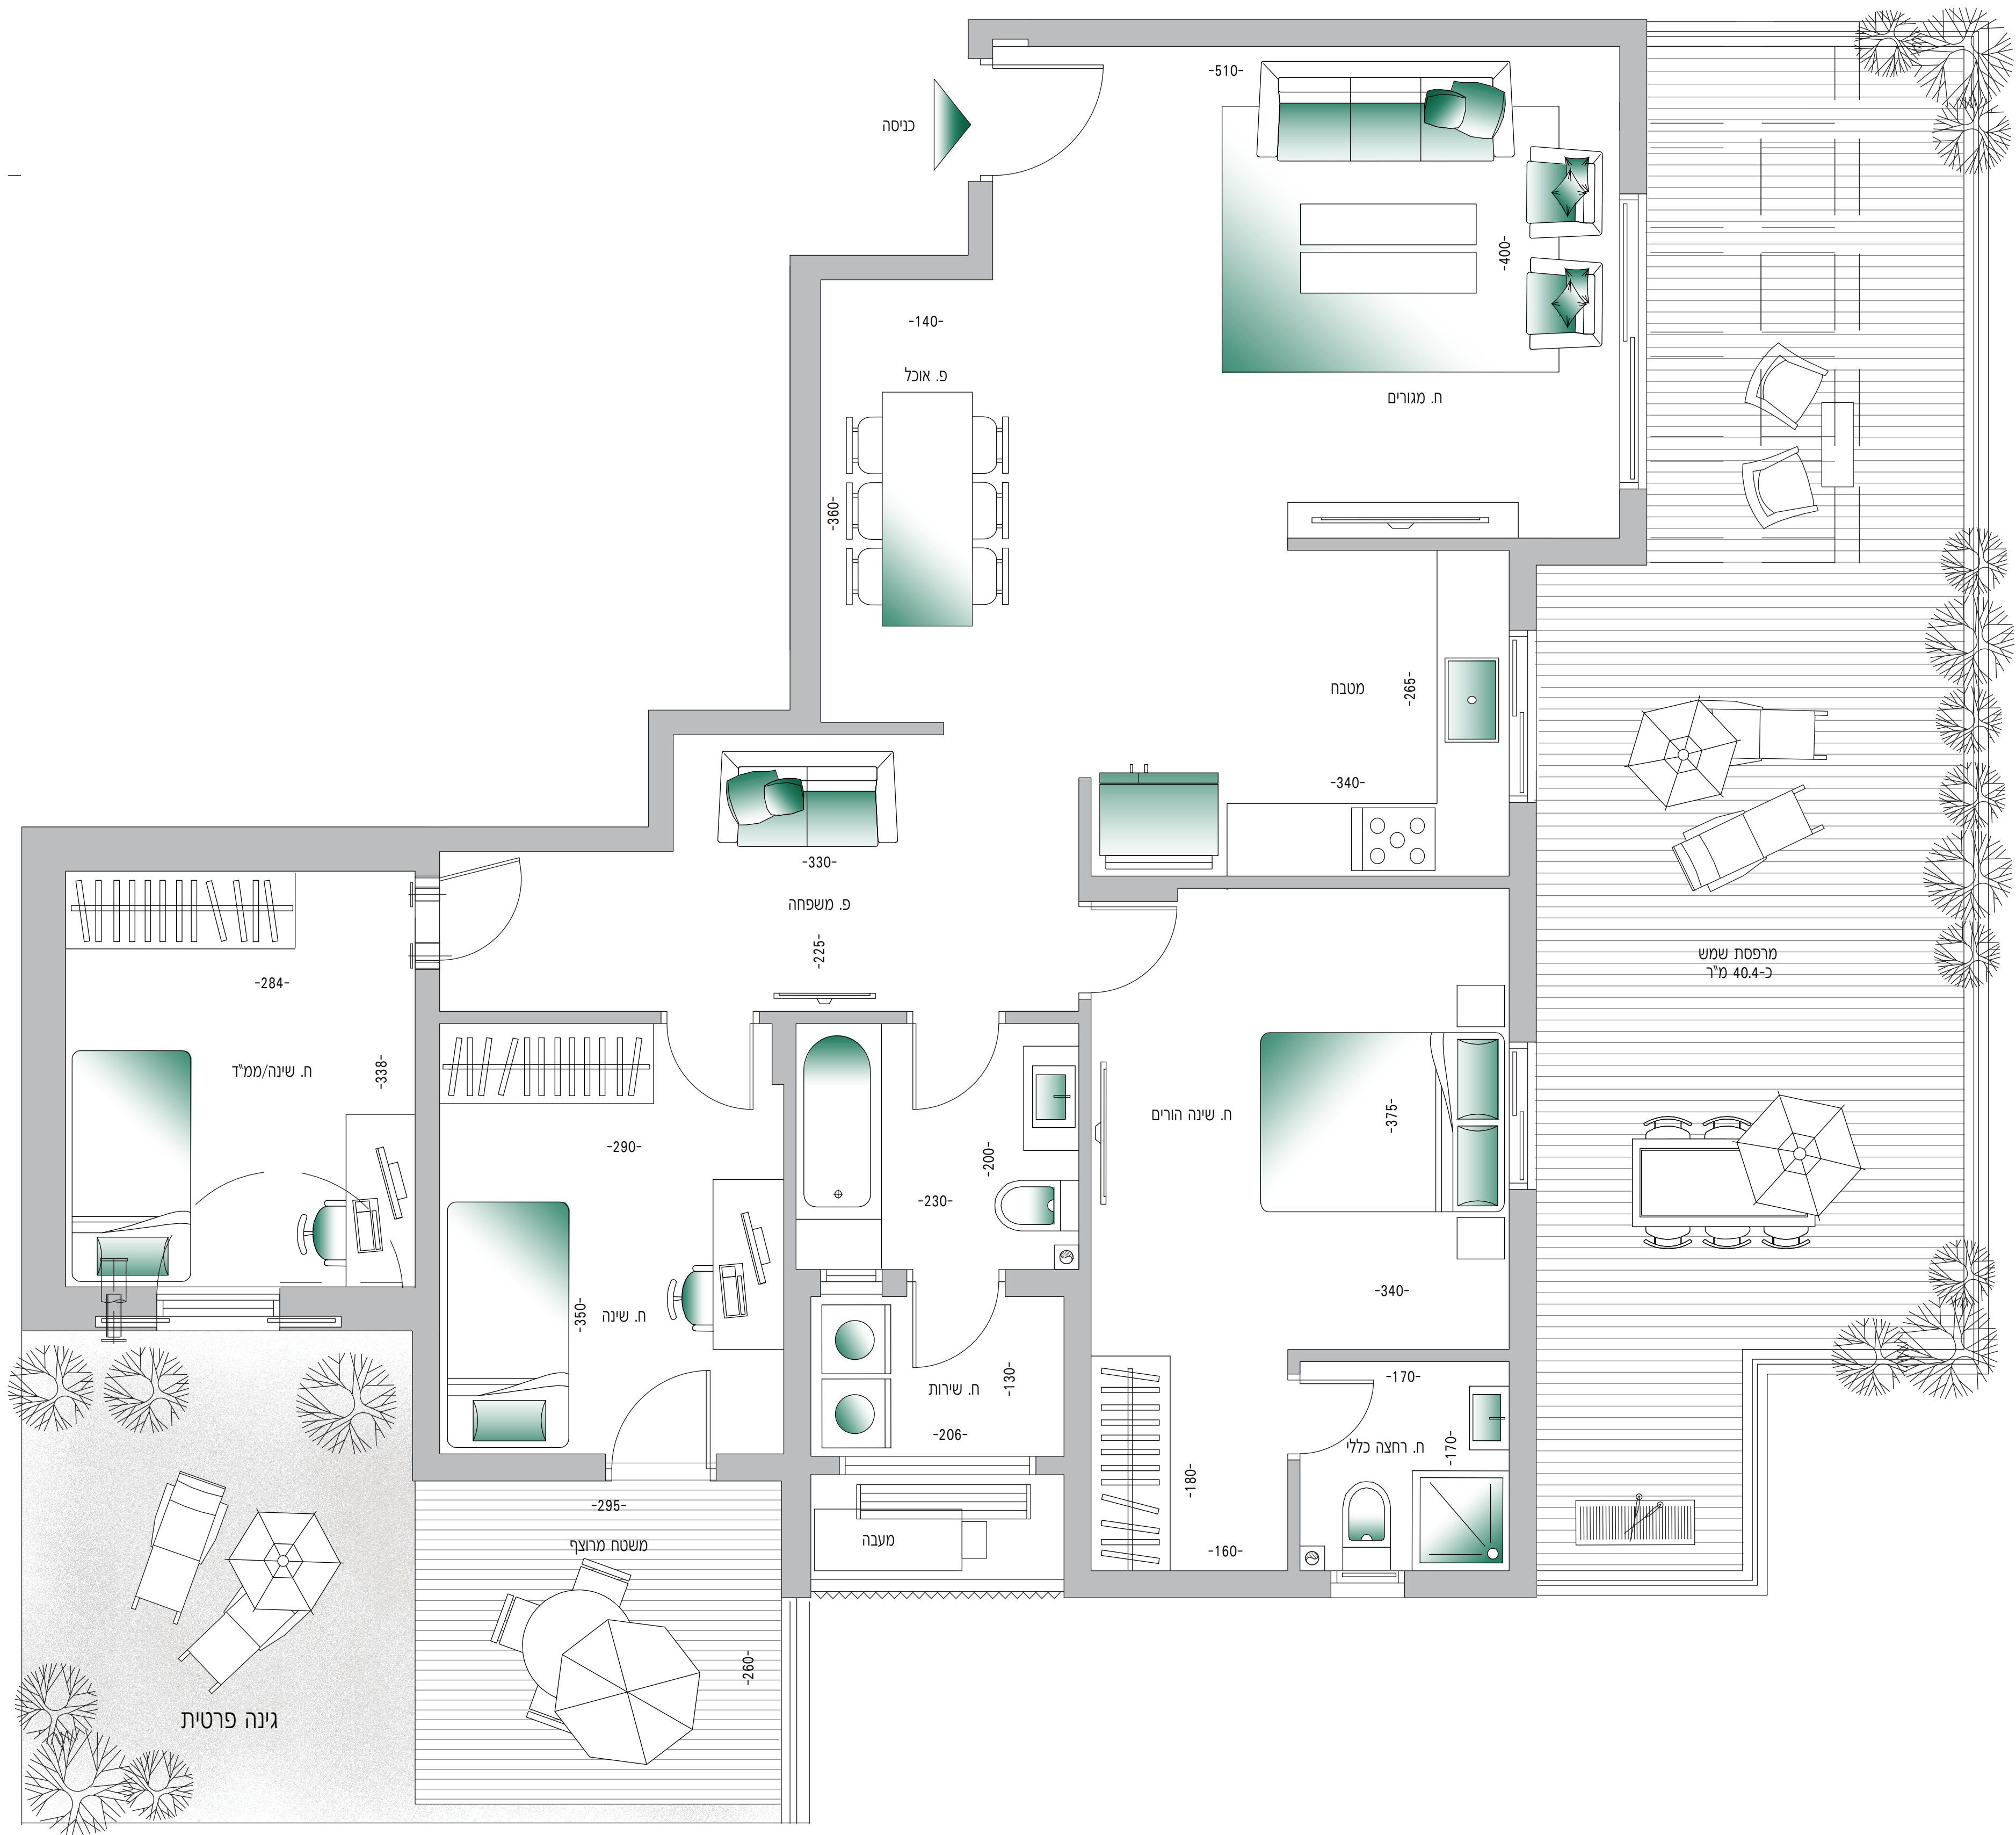 -510-
כניסה
-400-
-140-
פ. אוכל
ח. מגורים
-360-
מטבח
-265-
-340-
-330-
פ. משפחה
-225-
מרפסת שמש
כ-40.4 מ"ר
-284-
ח. שינה/ממ"ד
-338-
-290-
-200-
-230-
ח. שינה הורים
-375-
-340-
-350-
ח. שינה
ח. שירות
-130-
-206-
-170-
ח. רחצה כללי
-170-
-180-
-160-
-295-
משטח מרוצף
מעבה
-260-
גינה פרטית